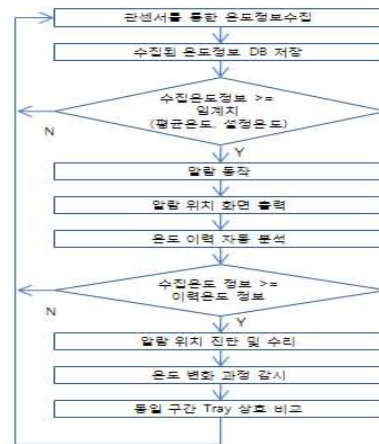 광센서를 통한 온도정보수집
수집된 온도정보 DB 저장
수집온도정보 >=
임계치
(평균온도, 설정온도)
N
Y
알람 동작
알람 위치 화면 출력
온도 이력 자동 분석
수집온도 정보 >=
이력온도 정보
N
Y
알람 위치 진단 및 수리
온도 변화 과정 감시
동일 구간 Tray 상호 비교